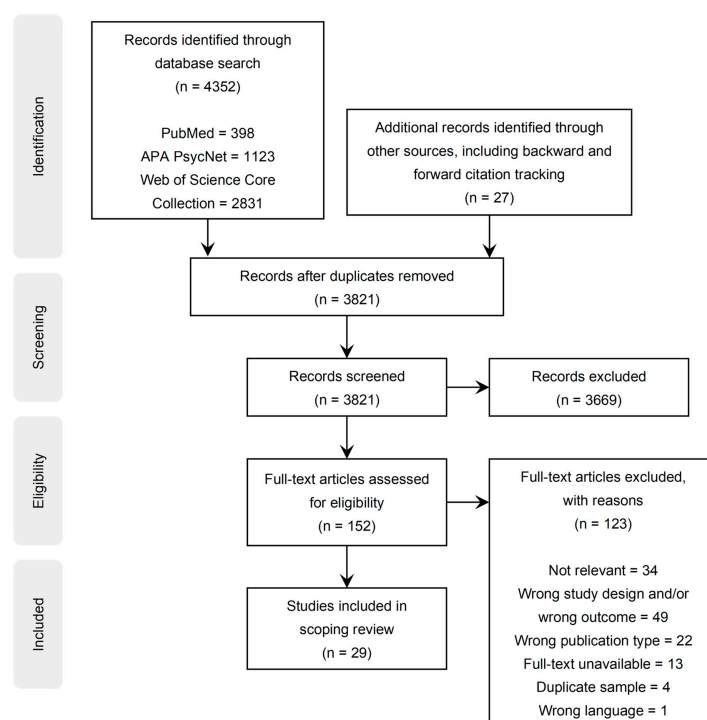 Identification
Records identified through
database search
(n = 4352)
PubMed = 398
APA PsycNet = 1123
Web of Science Core
Collection = 2831
Additional records identified through
other sources, including backward and
forward citation tracking
(n = 27)
Records after duplicates removed
(n = 3821)
Screening
Records screened
(n = 3821)
Records excluded
(n = 3669)
Eligibility
Full-text articles assessed
for eligibility
(n = 152)
Full-text articles excluded,
with reasons
(n = 123)
Not relevant = 34
Wrong study design and/or
wrong outcome = 49
Wrong publication type = 22
Full-text unavailable = 13
Duplicate sample = 4
Wrong language = 1
Included
Studies included in
scoping review
(n = 29)